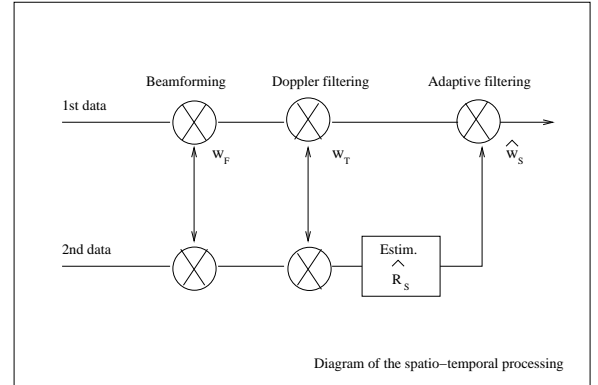 Beamforming Doppler filtering Adaptive filtering
1st data
w_F w_T ŵ_S
2nd data
Estim.
R̂_S
Diagram of the spatio−temporal processing